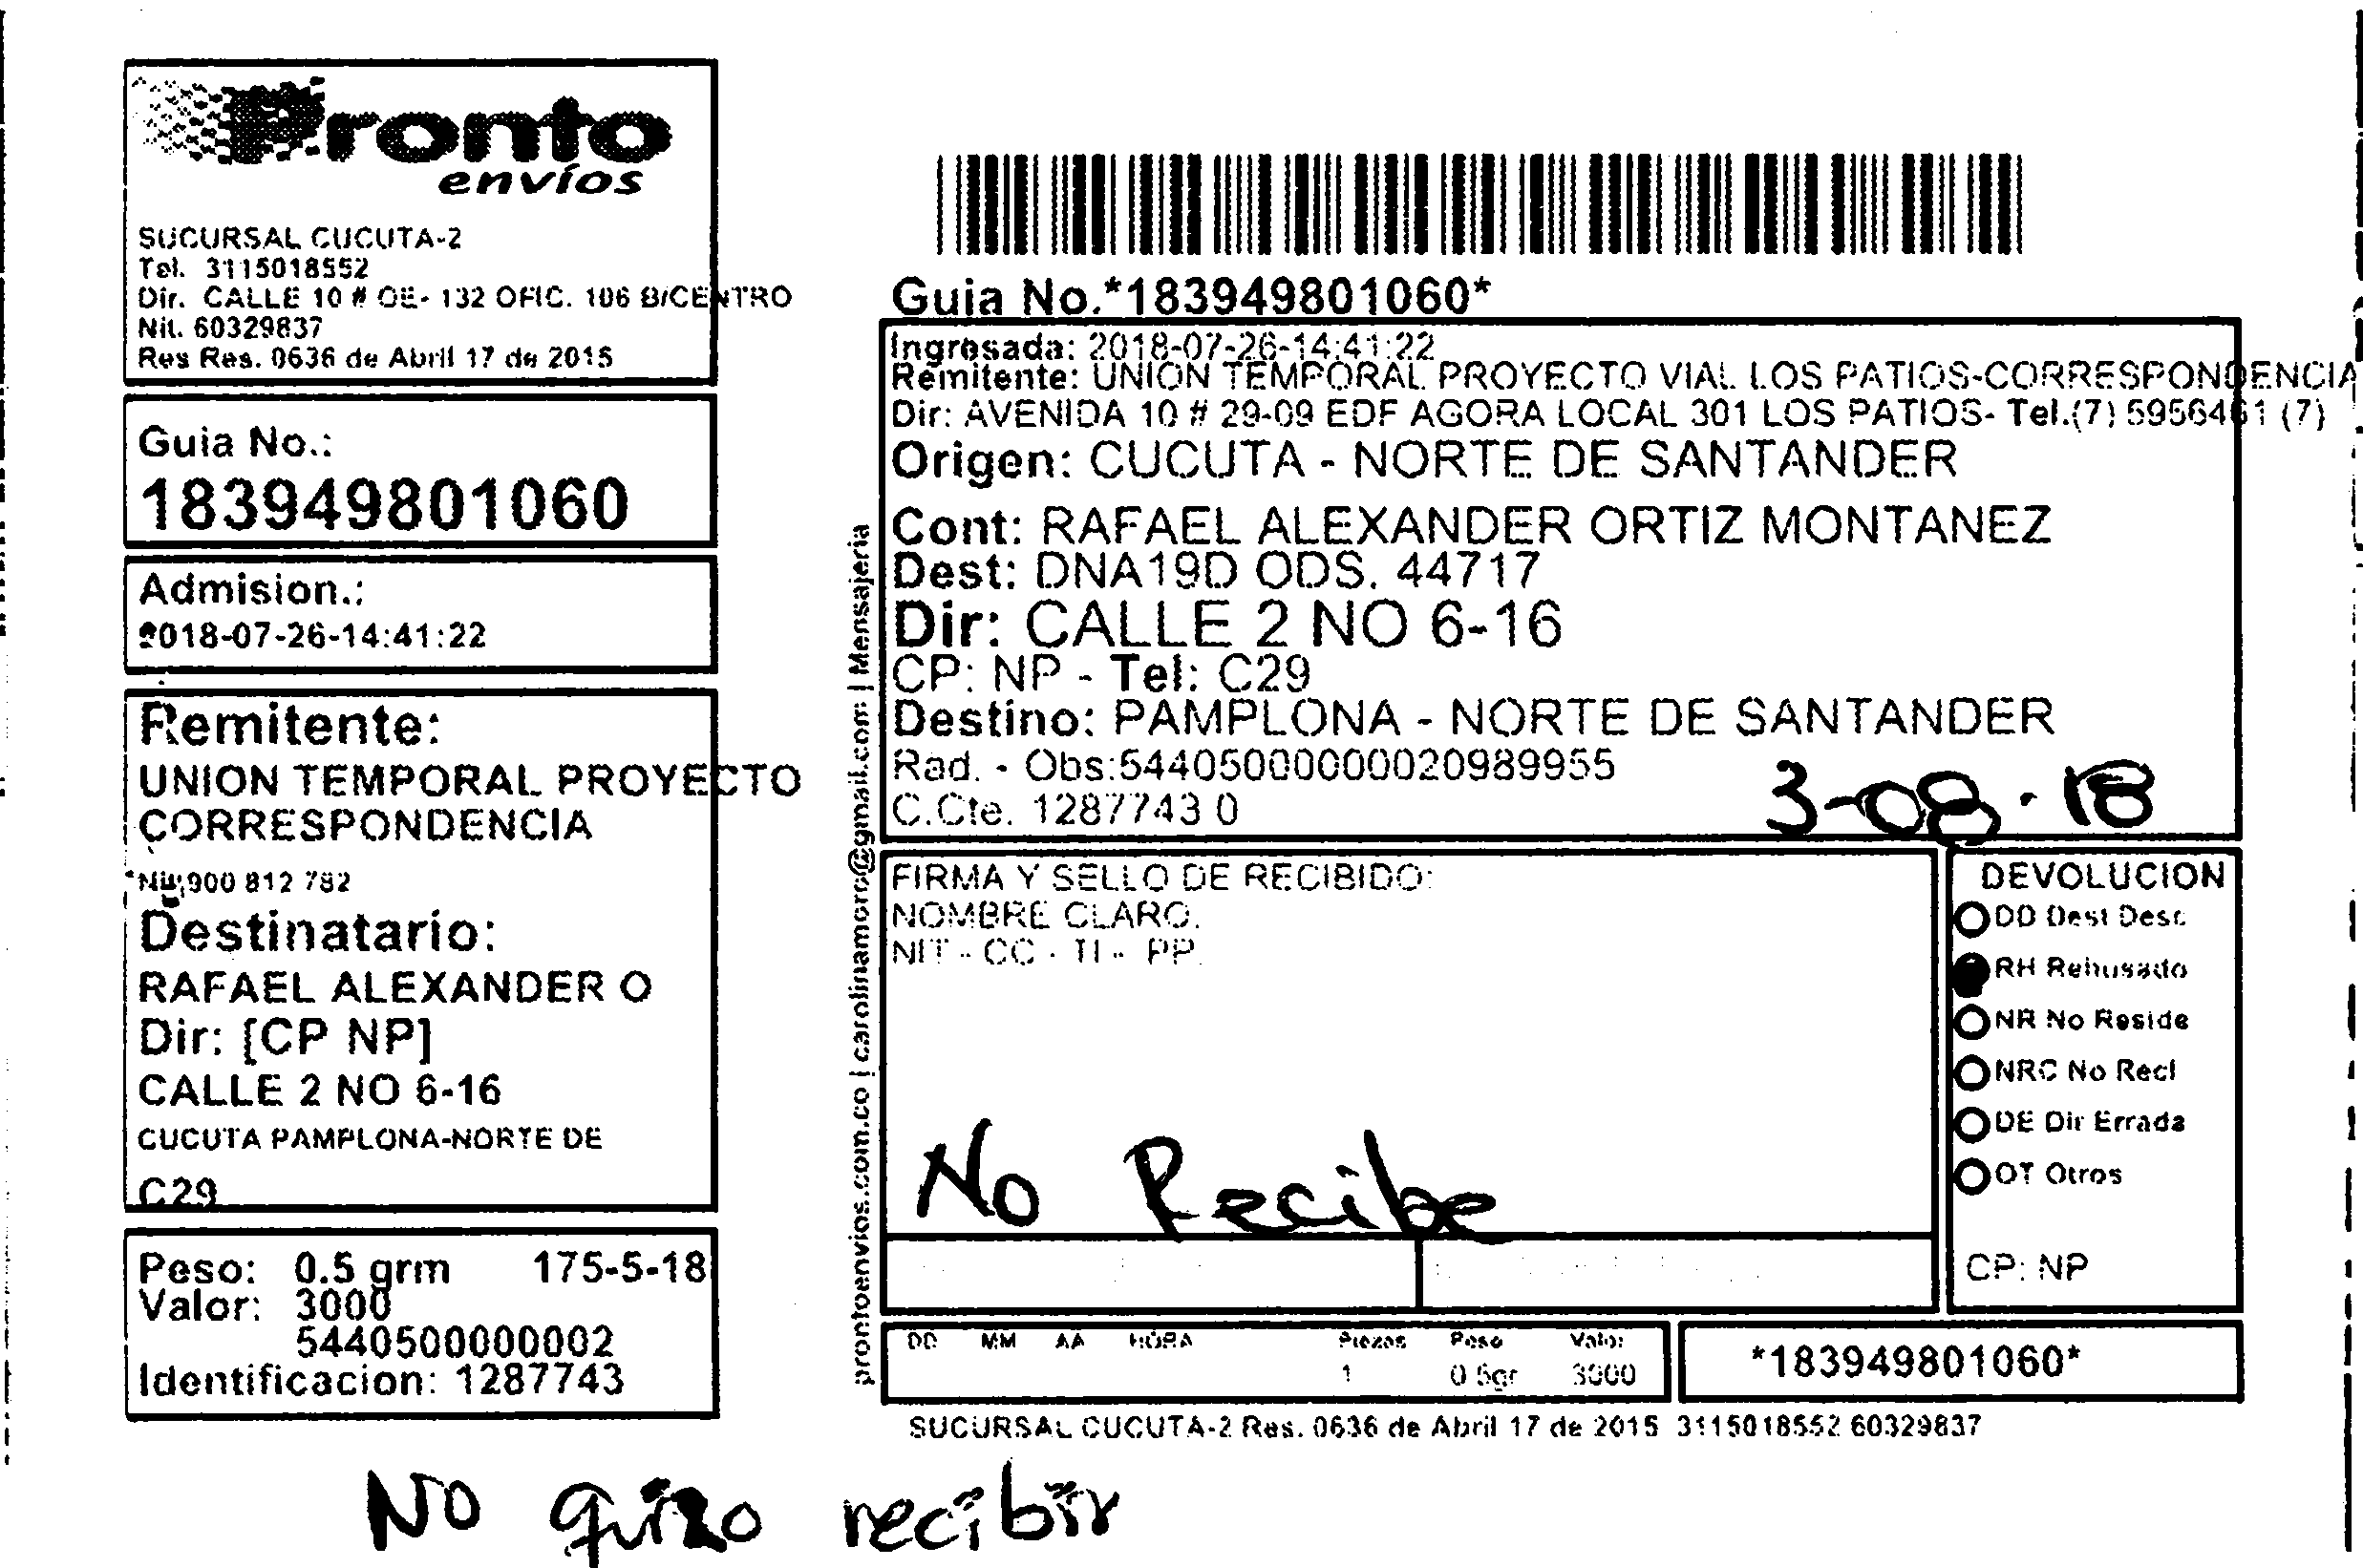 Pronto
envíos
SUCURSAL CUCUTA-2
Tel. 3115018552
Dir. CALLE 10 # OE- 132 OFIC. 106 B/CENTRO
Nit. 60329837
Res Res. 0636 de Abril 17 de 2015
Guia No.:
183949801060
Admision.:
2018-07-26-14:41:22
Remitente:
UNION TEMPORAL PROYECTO
CORRESPONDENCIA
Nit 900 812 782
Destinatario:
RAFAEL ALEXANDER O
Dir: [CP NP]
CALLE 2 NO 6-16
CUCUTA PAMPLONA-NORTE DE
C29
Peso: 0.5 grm 175-5-18
Valor: 3000
5440500000002
Identificacion: 1287743
prontoenvios.com.co | carolinamoro@gmail.com | Mensajeria
Guia No.*183949801060*
Ingresada: 2018-07-26-14:41:22
Remitente: UNION TEMPORAL PROYECTO VIAL LOS PATIOS-CORRESPONDENCIA
Dir: AVENIDA 10 # 29-09 EDF AGORA LOCAL 301 LOS PATIOS- Tel.(7) 5956461 (7)
Origen: CUCUTA - NORTE DE SANTANDER
Cont: RAFAEL ALEXANDER ORTIZ MONTANEZ
Dest: DNA19D ODS. 44717
Dir: CALLE 2 NO 6-16
CP: NP - Tel: C29
Destino: PAMPLONA - NORTE DE SANTANDER
Rad. - Obs:544050000000020989955
C.Cte. 1287743 0
3-08-18
FIRMA Y SELLO DE RECIBIDO:
NOMBRE CLARO.
NIT - CC - TI - PP.
No Recibe
DEVOLUCION
DD Dest Desc
RH Rehusado
NR No Reside
NRC No Recl
DE Dir Errada
OT Otros
CP: NP
DD MM AA HORA Piezas Peso Valor
1 0.5gr 3000
*183949801060*
SUCURSAL CUCUTA-2 Res. 0636 de Abril 17 de 2015 3115018552 60329837
No quizo recibir